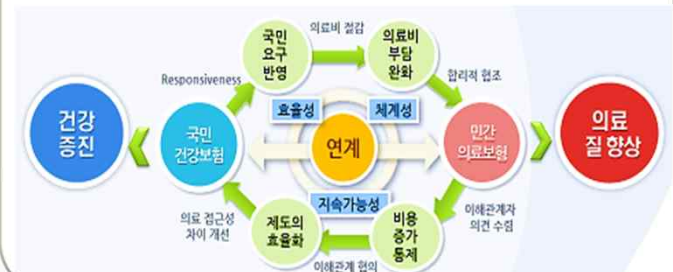 국민
요구
반영
의료비 절감
의료비
부담
완화
Responsiveness
합리적 협조
건강
증진
국민
건강보험
효율성
체계성
연계
민간
의료보험
의료
질 향상
지속가능성
의료 접근성
차이 개선
제도의
효율화
이해관계 협의
비용
증가
통제
이해관계자
의견 수렴